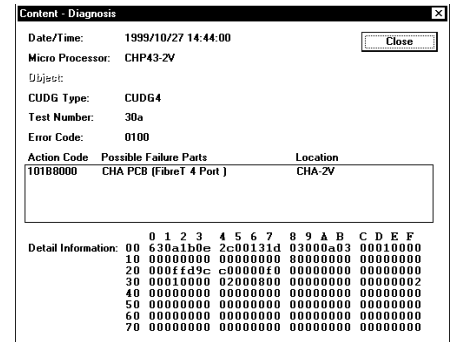 Content - Diagnosis
Date/Time: 1999/10/27 14:44:00
Close
Micro Processor: CHP43-2V
Object:
CUDG Type: CUDG4
Test Number: 30a
Error Code: 0100
Action Code Possible Failure Parts Location
101B8000 CHA PCB (FibreT 4 Port ) CHA-2V
0 1 2 3 4 5 6 7 8 9 A B C D E F
Detail Information: 00 630a1b0e 2c00131d 03000a03 00010000
10 00000000 00000000 80000000 00000000
20 000ffd9c c00000f0 00000000 00000000
30 00010000 02000800 00000000 00000002
40 00000000 00000000 00000000 00000000
50 00000000 00000000 00000000 00000000
60 00000000 00000000 00000000 00000000
70 00000000 00000000 00000000 00000000